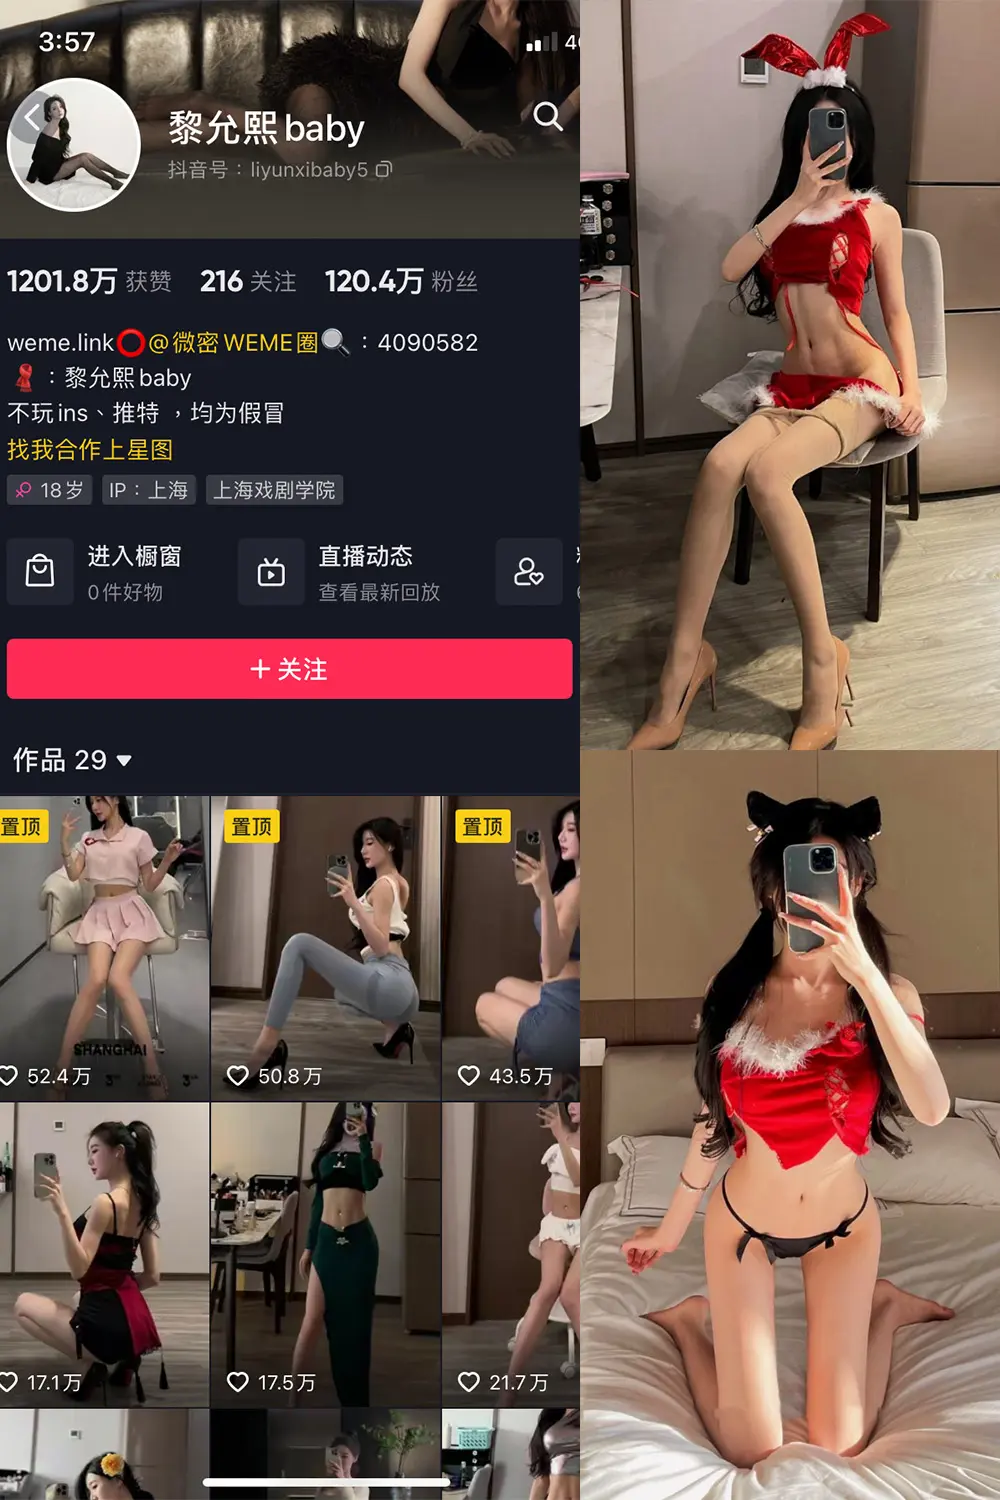 3:57
黎允熙baby
抖音号：liyunxibaby5
1201.8万 获赞 216 关注 120.4万 粉丝
weme.link⭕@微密WEME圈🔍：4090582
🧣：黎允熙baby
不玩ins、推特，均为假冒
找我合作上星图
18岁 IP：上海 上海戏剧学院
进入橱窗 直播动态
0件好物 查看最新回放
＋关注
作品 29
置顶 置顶 置顶
SHANGHAI
52.4万 50.8万 43.5万
17.1万 17.5万 21.7万